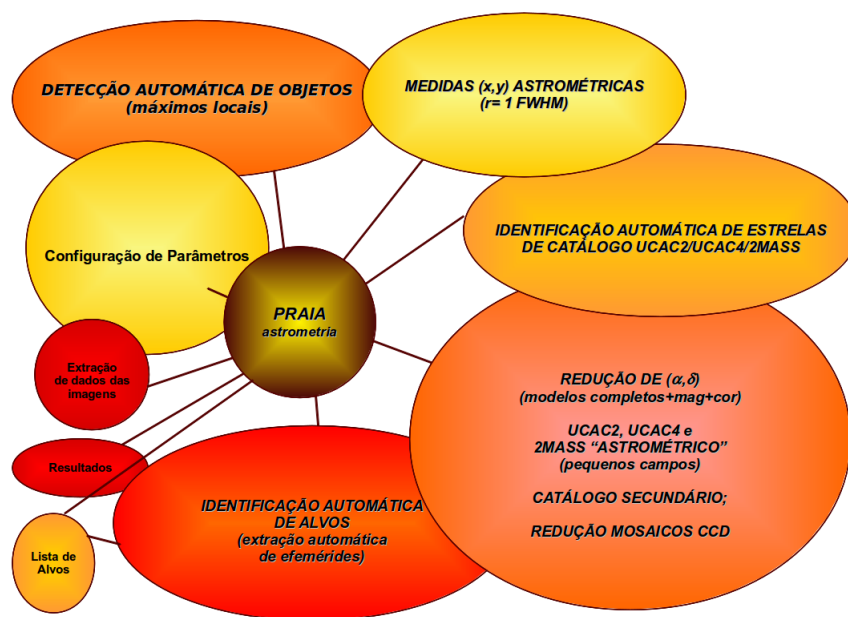 DETECÇÃO AUTOMÁTICA DE OBJETOS
(máximos locais)
MEDIDAS (x,y) ASTROMÉTRICAS
(r= 1 FWHM)
IDENTIFICAÇÃO AUTOMÁTICA DE ESTRELAS
DE CATÁLOGO UCAC2/UCAC4/2MASS
Configuração de Parâmetros
PRAIA
astrometria
Extração
de dados das
imagens
REDUÇÃO DE (α,δ)
(modelos completos+mag+cor)
UCAC2, UCAC4 e
2MASS “ASTROMÉTRICO”
(pequenos campos)
CATÁLOGO SECUNDÁRIO;
REDUÇÃO MOSAICOS CCD
Resultados
IDENTIFICAÇÃO AUTOMÁTICA
DE ALVOS
(extração automática
de efemérides)
Lista de
Alvos